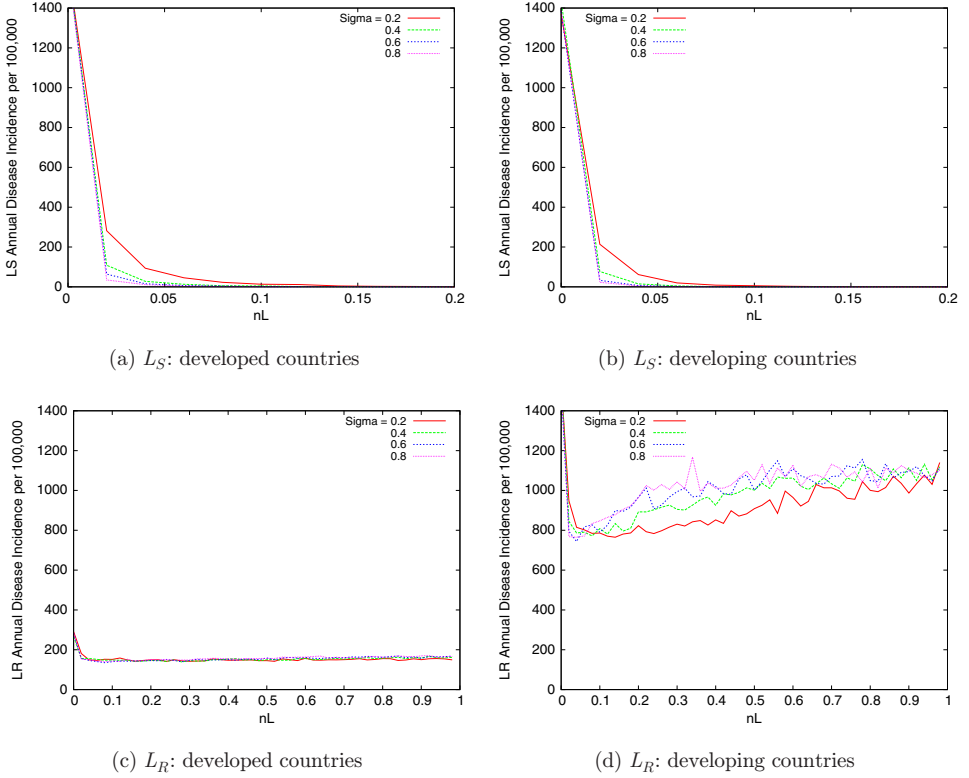 LS Annual Disease Incidence per 100,000
1400
1200
1000
800
600
400
200
0
Sigma = 0.2
0.4
0.6
0.8
0 0.05 0.1 0.15 0.2
nL
(a) L_S: developed countries
LS Annual Disease Incidence per 100,000
1400
1200
1000
800
600
400
200
0
Sigma = 0.2
0.4
0.6
0.8
0 0.05 0.1 0.15 0.2
nL
(b) L_S: developing countries
LR Annual Disease Incidence per 100,000
1400
1200
1000
800
600
400
200
0
Sigma = 0.2
0.4
0.6
0.8
0 0.1 0.2 0.3 0.4 0.5 0.6 0.7 0.8 0.9 1
nL
(c) L_R: developed countries
LR Annual Disease Incidence per 100,000
1400
1200
1000
800
600
400
200
0
Sigma = 0.2
0.4
0.6
0.8
0 0.1 0.2 0.3 0.4 0.5 0.6 0.7 0.8 0.9 1
nL
(d) L_R: developing countries